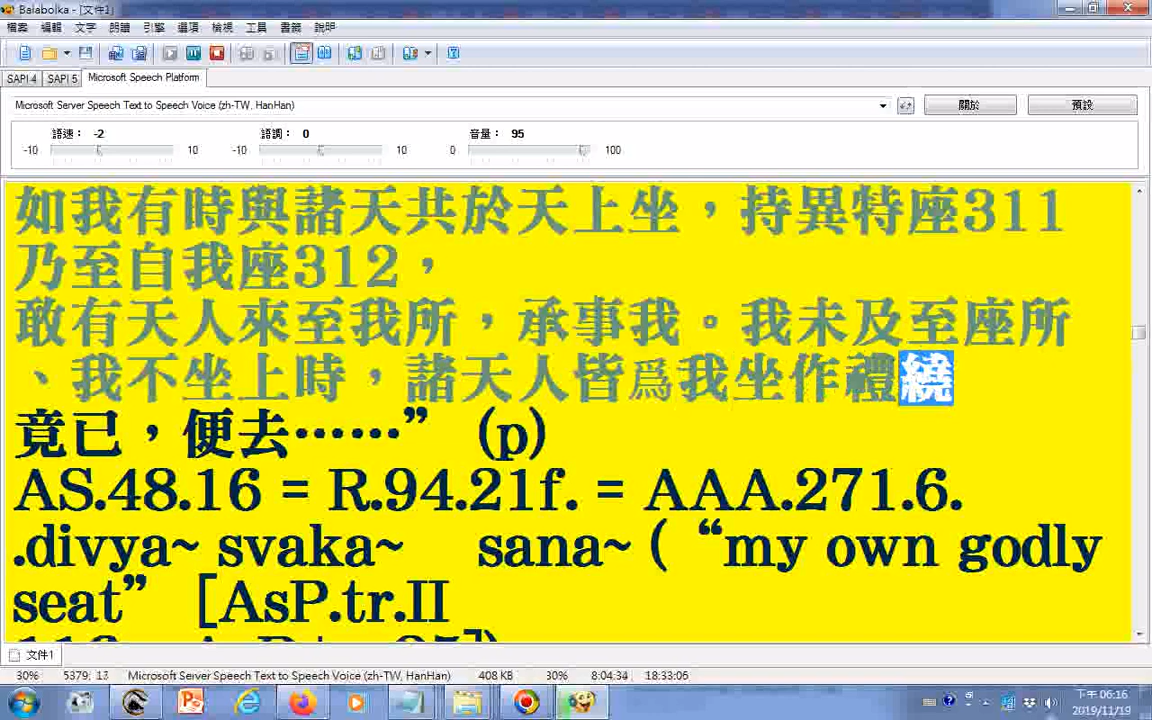 Balabolka - [文件1]
檔案 編輯 文字 朗讀 引擎 選項 檢視 工具 書籤 說明
SAPI 4 SAPI 5 Microsoft Speech Platform
Microsoft Server Speech Text to Speech Voice (zh-TW, HanHan) 關於 預設
語速： -2 語調： 0 音量： 95
-10 10 -10 10 0 100
如我有時與諸天共於天上坐，持異特座311
乃至自我座312，
敢有天人來至我所，承事我。我未及至座所
、我不坐上時，諸天人皆爲我坐作禮繞
竟已，便去……” (p)
AS.48.16 = R.94.21f. = AAA.271.6.
.divya~ svaka~ sana~ ( “my own godly
seat” [AsP.tr.II
文件1
30% 5379, 13 Microsoft Server Speech Text to Speech Voice (zh-TW, HanHan) 408 KB 30% 8:04:34 18:33:05
下午 06:16
2019/11/19